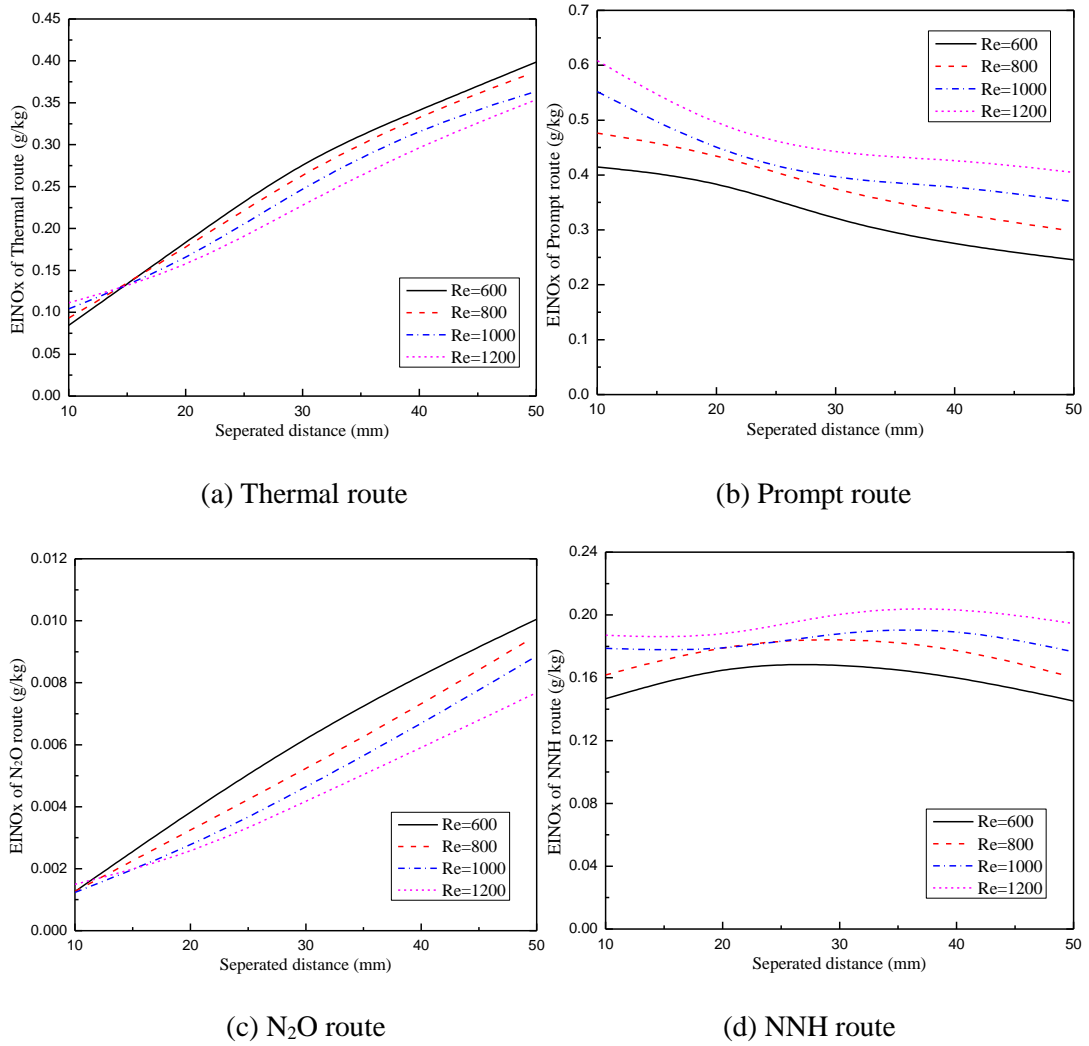 0.45
0.40
0.35
0.30
0.25
0.20
0.15
0.10
0.05
0.00
EINOx of Thermal route (g/kg)
Re=600
Re=800
Re=1000
Re=1200
10
20
30
40
50
Seperated distance (mm)
(a) Thermal route
0.7
0.6
0.5
0.4
0.3
0.2
0.1
0.0
EINOx of Prompt route (g/kg)
Re=600
Re=800
Re=1000
Re=1200
10
20
30
40
50
Seperated distance (mm)
(b) Prompt route
0.012
0.010
0.008
0.006
0.004
0.002
0.000
EINOx of N₂O route (g/kg)
Re=600
Re=800
Re=1000
Re=1200
10
20
30
40
50
Seperated distance (mm)
(c) N₂O route
0.24
0.20
0.16
0.12
0.08
0.04
0.00
EINOx of NNH route (g/kg)
Re=600
Re=800
Re=1000
Re=1200
10
20
30
40
50
Seperated distance (mm)
(d) NNH route